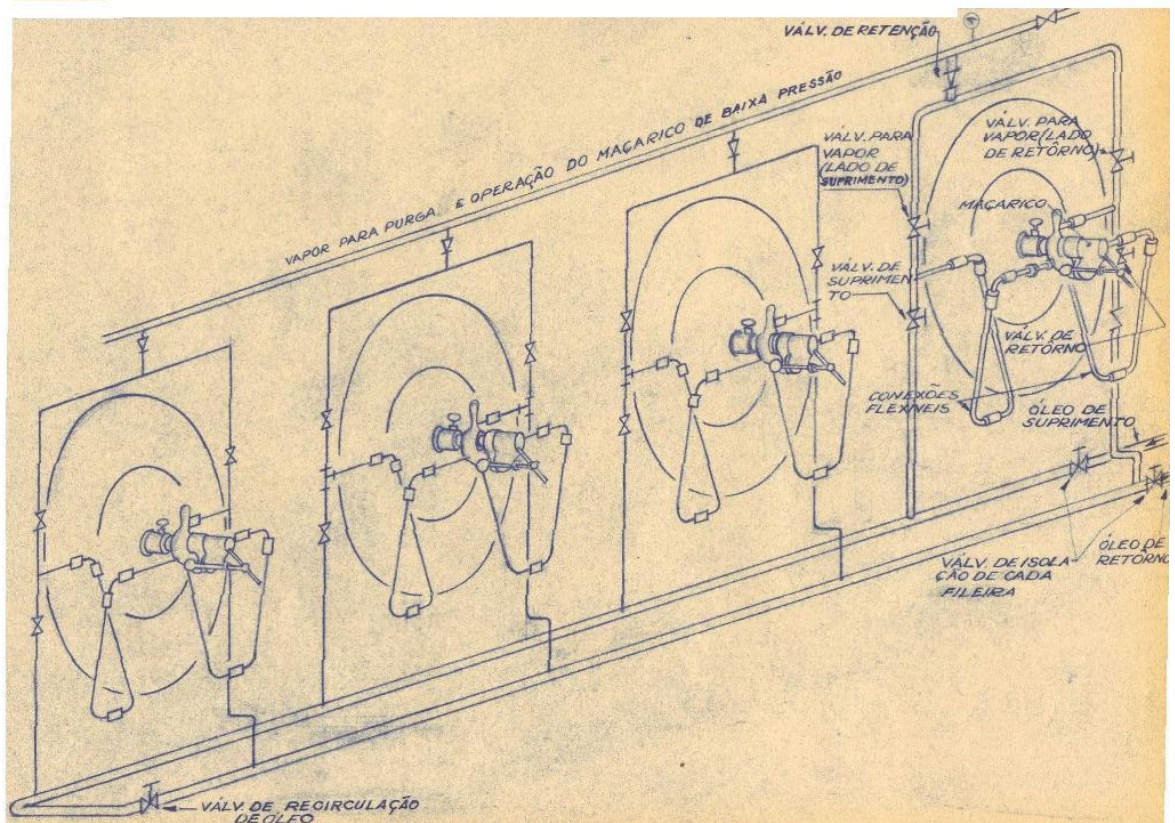 VÁLV. DE RETENÇÃO
VAPOR PARA PURGA E OPERAÇÃO DO MAÇARICO DE BAIXA PRESSÃO
VÁLV. PARA
VAPOR
(LADO DE
SUPRIMENTO)
VÁLV. PARA
VAPOR (LADO
DE RETÔRNO)
MAÇARICO
VÁLV. DE
SUPRIMEN-
TO
VÁLV. DE
RETÔRNO
CONEXÕES
FLEXÍVEIS
ÓLEO DE
SUPRIMENTO
VÁLV. DE ISOLA-
ÇÃO DE CADA
FILEIRA
ÓLEO DE
RETÔRNO
VÁLV. DE RECIRCULAÇÃO
DE ÓLEO